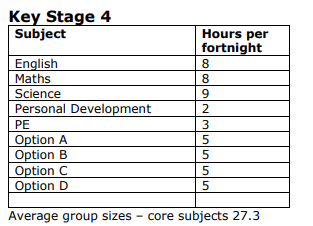 Key Stage 4
Subject Hours per fortnight
English 8
Maths 8
Science 9
Personal Development 2
PE 3
Option A 5
Option B 5
Option C 5
Option D 5
Average group sizes – core subjects 27.3